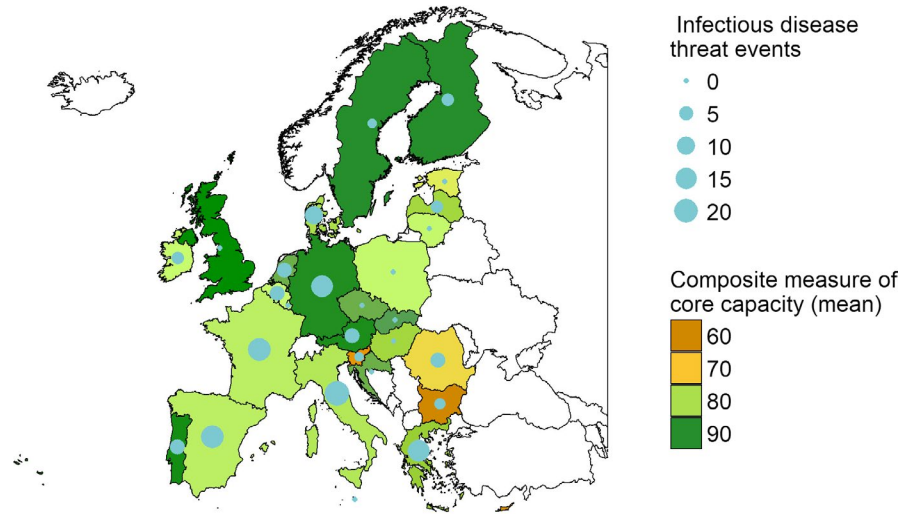 Infectious disease
threat events
0
5
10
15
20
Composite measure of
core capacity (mean)
60
70
80
90